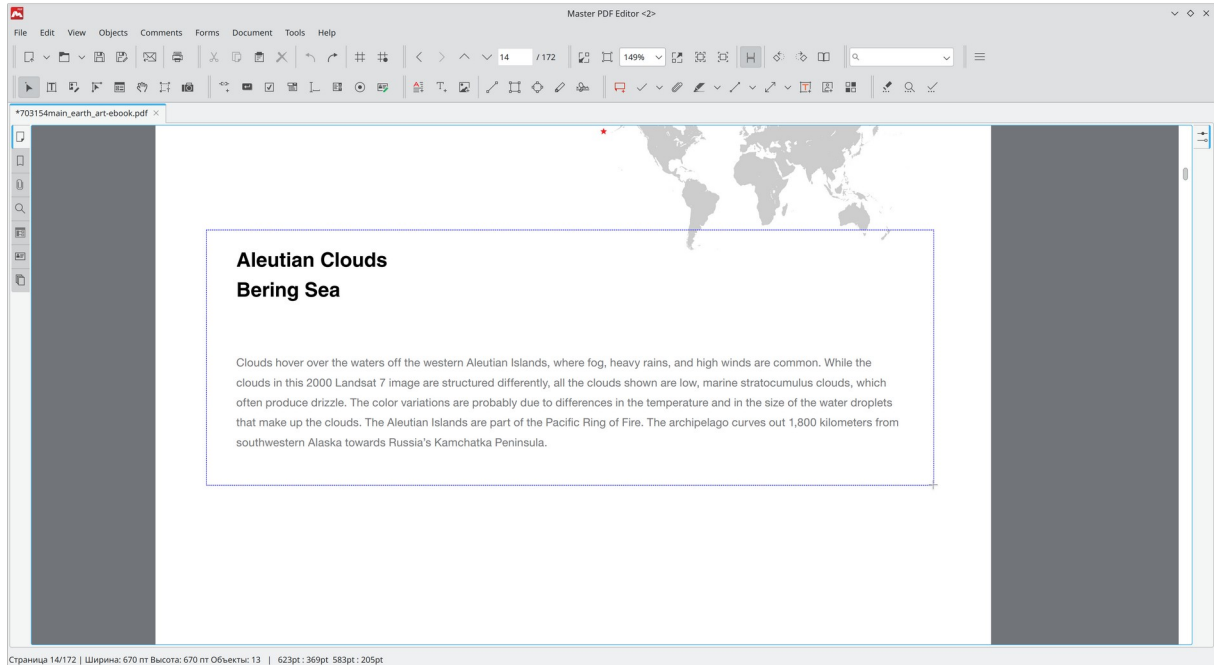 Master PDF Editor <2>
File Edit View Objects Comments Forms Document Tools Help
14 / 172 149%
*703154main_earth_art-ebook.pdf
Aleutian Clouds
Bering Sea
Clouds hover over the waters off the western Aleutian Islands, where fog, heavy rains, and high winds are common. While the
clouds in this 2000 Landsat 7 image are structured differently, all the clouds shown are low, marine stratocumulus clouds, which
often produce drizzle. The color variations are probably due to differences in the temperature and in the size of the water droplets
that make up the clouds. The Aleutian Islands are part of the Pacific Ring of Fire. The archipelago curves out 1,800 kilometers from
southwestern Alaska towards Russia's Kamchatka Peninsula.
Страница 14/172 | Ширина: 670 пт Высота: 670 пт Объекты: 13 | 623pt : 369pt 583pt : 205pt